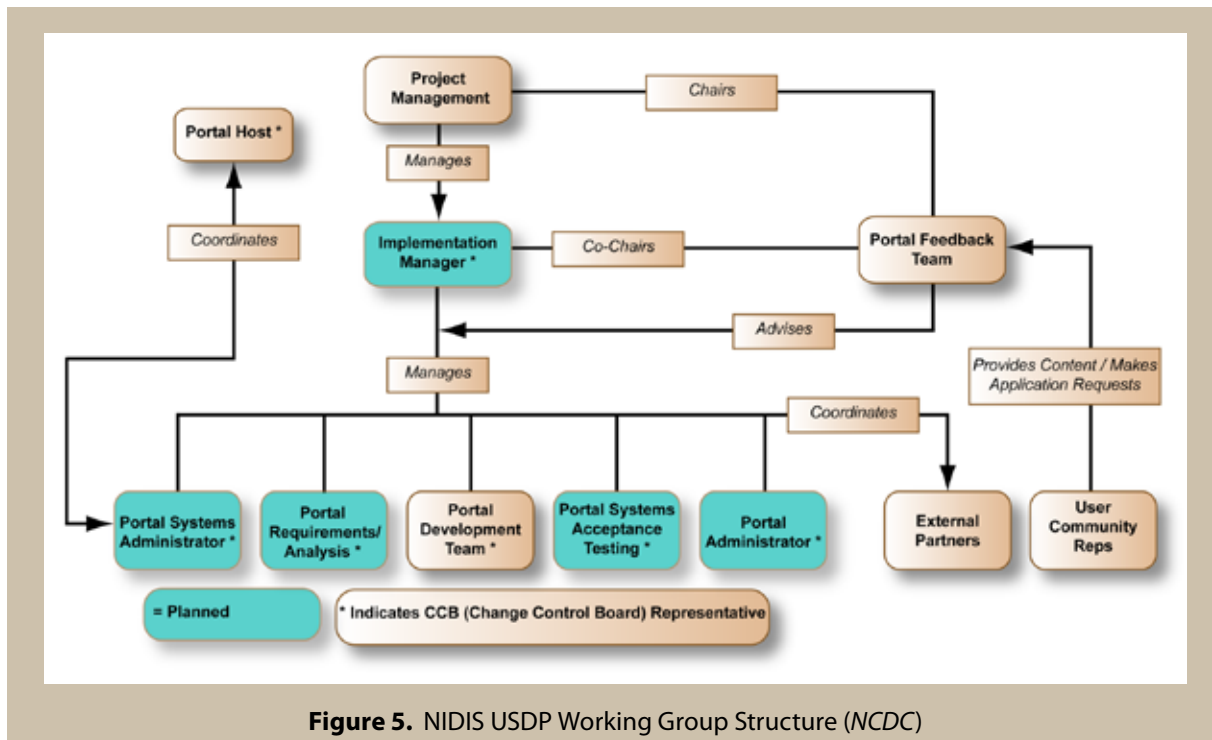 Project
Management
Chairs
Portal Host *
Manages
Coordinates
Implementation
Manager *
Co-Chairs
Portal Feedback
Team
Advises
Manages
Provides Content / Makes
Application Requests
Coordinates
Portal Systems
Administrator *
Portal
Requirements/
Analysis *
Portal
Development
Team *
Portal Systems
Acceptance
Testing *
Portal
Administrator *
External
Partners
User
Community
Reps
= Planned
* Indicates CCB (Change Control Board) Representative
Figure 5. NIDIS USDP Working Group Structure (NCDC)